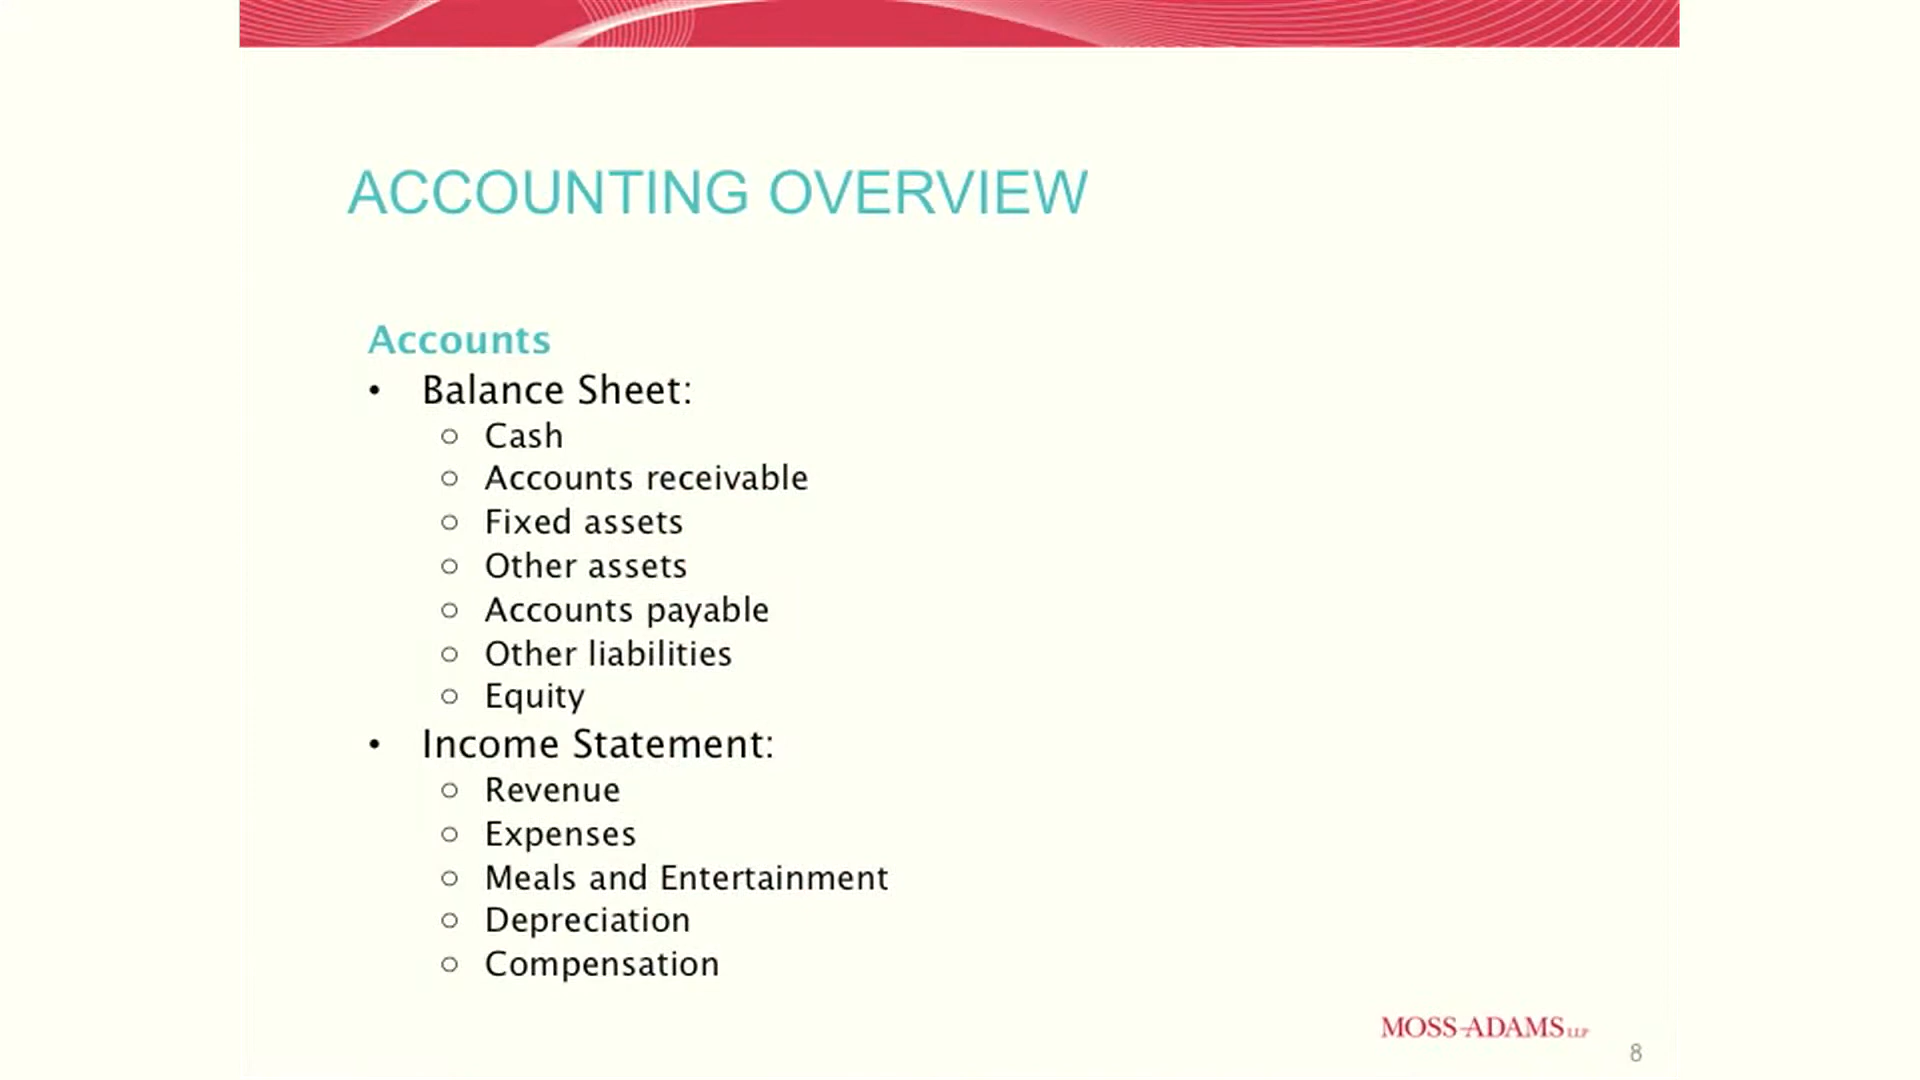 ACCOUNTING OVERVIEW
Accounts
• Balance Sheet:
○ Cash
○ Accounts receivable
○ Fixed assets
○ Other assets
○ Accounts payable
○ Other liabilities
○ Equity
• Income Statement:
○ Revenue
○ Expenses
○ Meals and Entertainment
○ Depreciation
○ Compensation
MOSS-ADAMS LLP
8